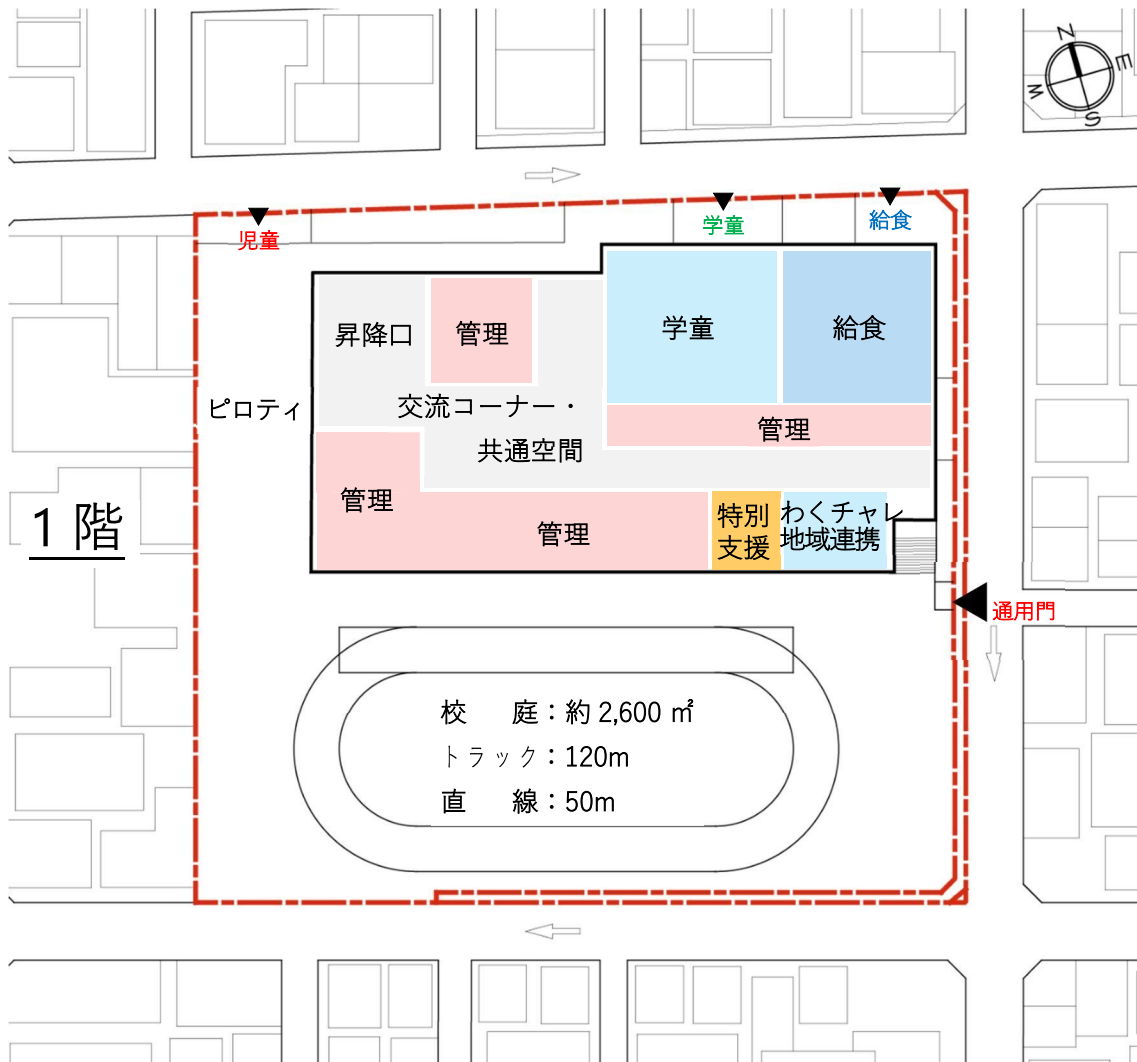 N
E
W
S
児童
学童
給食
昇降口
管理
学童
給食
ピロティ
交流コーナー・
共通空間
管理
管理
管理
特別
支援
わくチャレ
地域連携
1 階
通用門
校　庭：約 2,600 ㎡
トラック：120m
直　線：50m